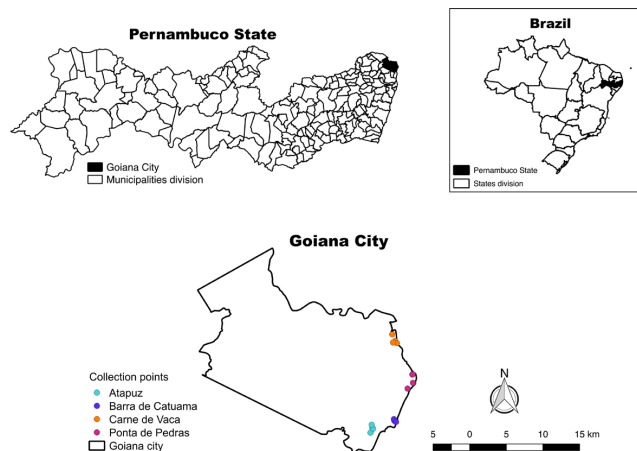 Pernambuco State
Goiana City
Municipalities division
Brazil
Pernambuco State
States division
Goiana City
Collection points
Atapuz
Barra de Catuama
Carne de Vaca
Ponta de Pedras
Goiana city
N
5 0 5 10 15 km